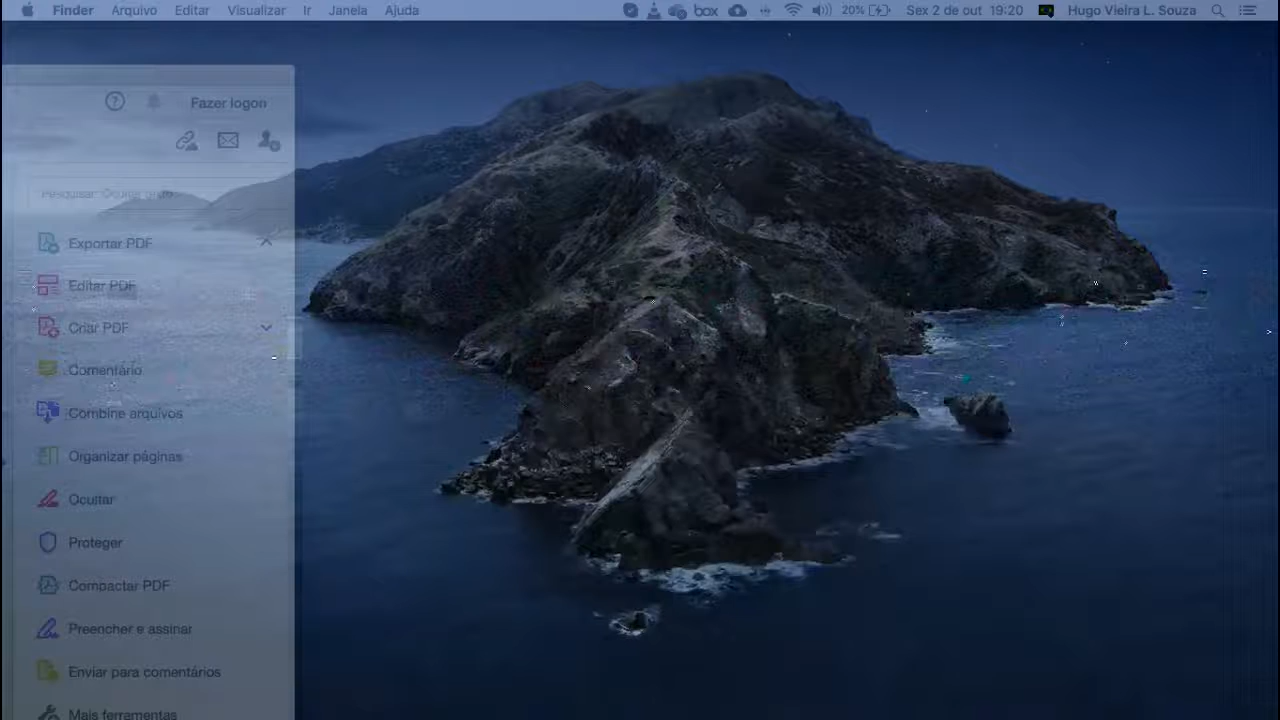 Finder Arquivo Editar Visualizar Ir Janela Ajuda box 20% Sex 2 de out 19:20 Hugo Vieira L. Souza
Fazer logon
Pesquisar 'Ocultar
Exportar PDF
Editar PDF
Criar PDF
Comentário
Combine arquivos
Organizar páginas
Ocultar
Proteger
Compactar PDF
Preencher e assinar
Enviar para comentários
Mais ferramentas